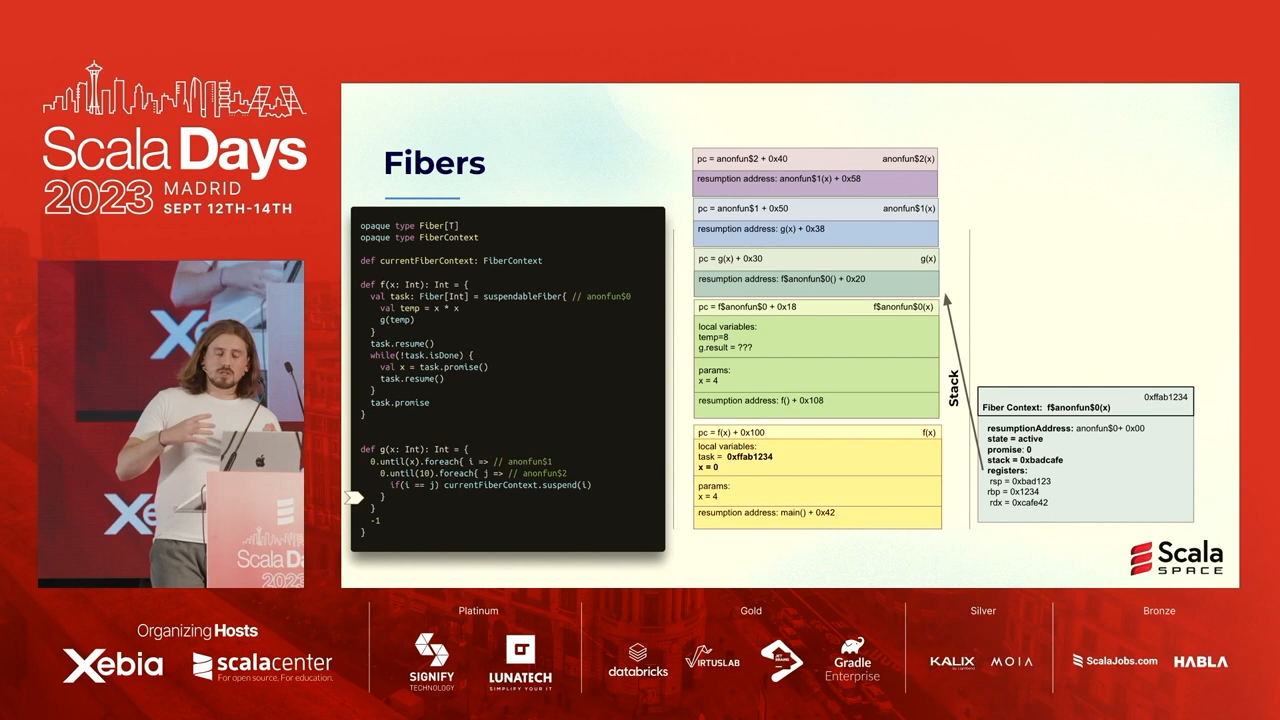 Scala Days
2023 MADRID
SEPT 12TH-14TH
Xe
Xe
Scala D
2023
Fibers
opaque type Fiber[T]
opaque type FiberContext
def currentFiberContext: FiberContext
def f(x: Int): Int = {
  val task: Fiber[Int] = suspendableFiber{ // anonfun$0
    val temp = x * x
    g(temp)
  }
  task.resume()
  while(!task.isDone) {
    val x = task.promise()
    task.resume()
  }
  task.promise
}
def g(x: Int): Int = {
  0.until(x).foreach{ i => // anonfun$1
    0.until(10).foreach{ j => // anonfun$2
      if(i == j) currentFiberContext.suspend(i)
    }
  }
  -1
}
pc = anonfun$2 + 0x40 anonfun$2(x)
resumption address: anonfun$1(x) + 0x58
pc = anonfun$1 + 0x50 anonfun$1(x)
resumption address: g(x) + 0x38
pc = g(x) + 0x30 g(x)
resumption address: f$anonfun$0() + 0x20
pc = f$anonfun$0 + 0x18 f$anonfun$0(x)
local variables:
temp=8
g.result = ???
params:
x = 4
resumption address: f() + 0x108
pc = f(x) + 0x100 f(x)
local variables:
task = 0xffab1234
x = 0
params:
x = 4
resumption address: main() + 0x42
Stack
0xffab1234
Fiber Context: f$anonfun$0(x)
resumptionAddress: anonfun$0+ 0x00
state = active
promise: 0
stack = 0xbadcafe
registers:
rsp = 0xbad123
rbp = 0x1234
rdx = 0xcafe42
Scala
SPACE
Organizing Hosts
Xebia
scalacenter
For open source. For education.
Platinum
SIGNIFY
TECHNOLOGY
LUNATECH
SIMPLIFY YOUR IT
Gold
databricks
VIRTUSLAB
JET
BRAINS
Gradle
Enterprise
Silver
KALIX
by Lightbend
MOIA
Bronze
ScalaJobs.com
HABLA